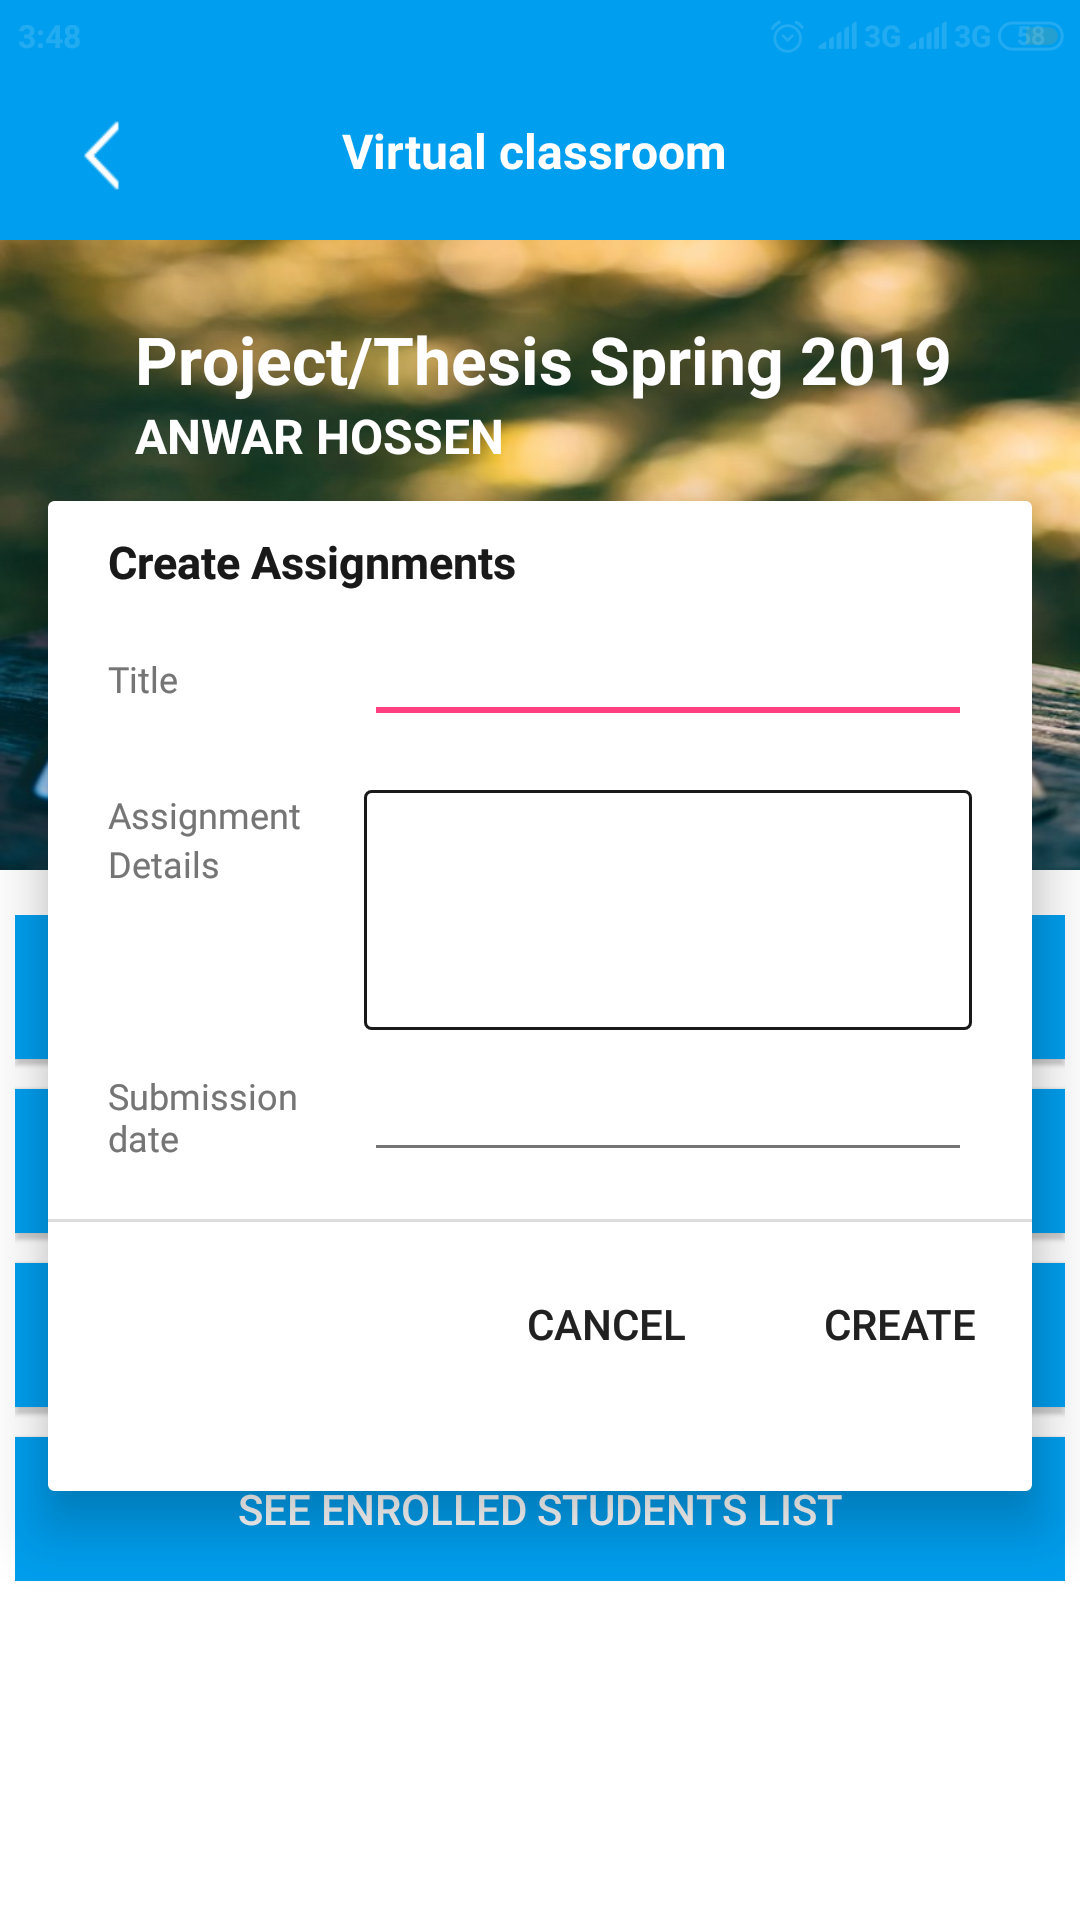 3:48 3G 3G 58
Virtual classroom
Project/Thesis Spring 2019
ANWAR HOSSEN
Create Assignments
Title
Assignment
Details
Submission
date
CANCEL CREATE
SEE ENROLLED STUDENTS LIST